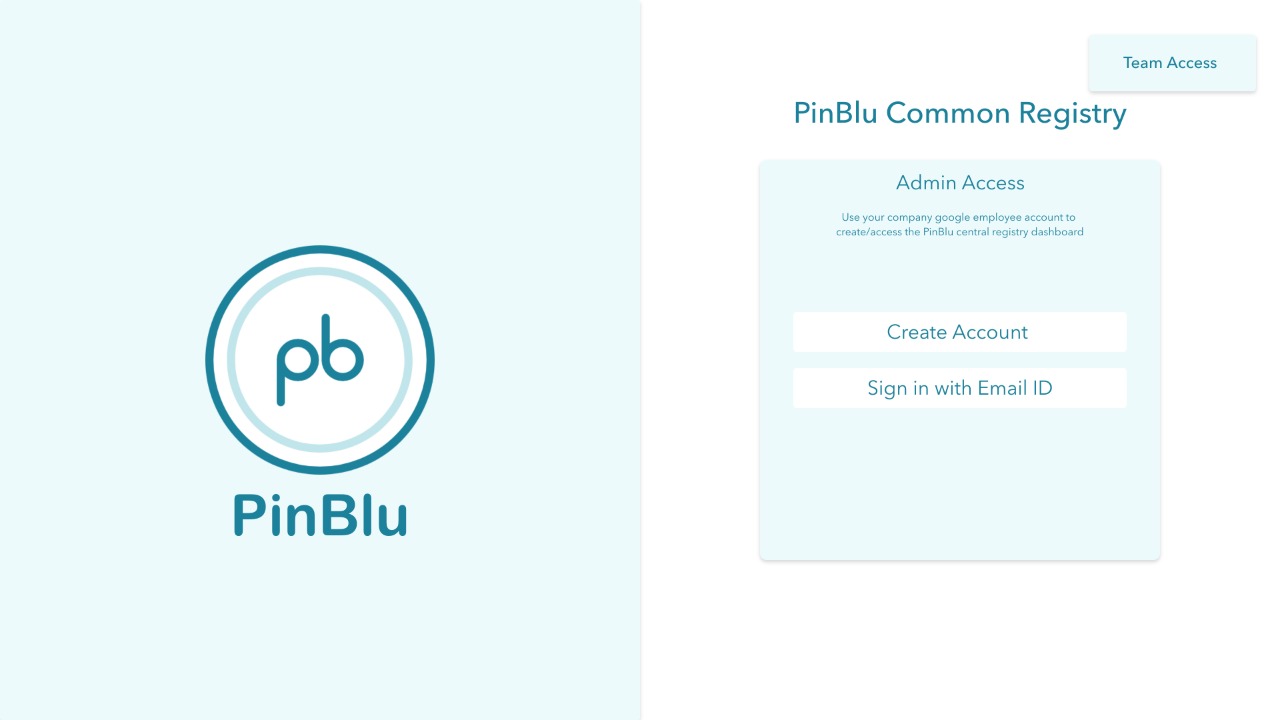 Team Access
PinBlu Common Registry
Admin Access
Use your company google employee account to
create/access the PinBlu central registry dashboard
Create Account
Sign in with Email ID
pb
PinBlu